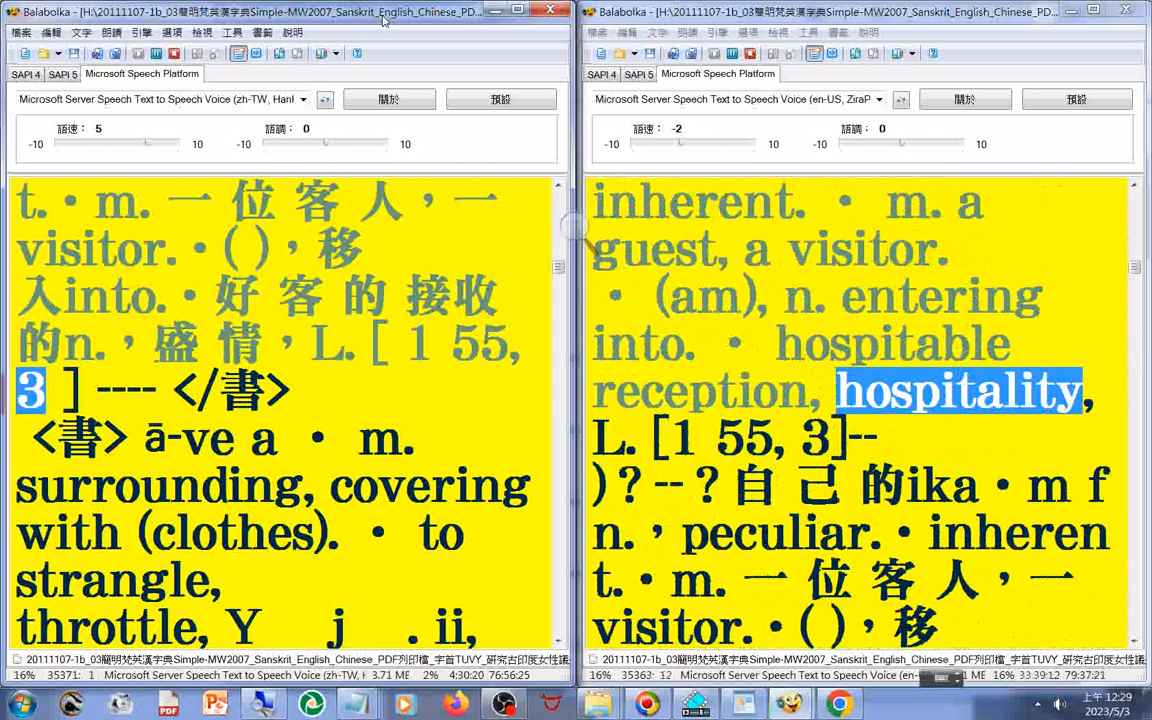 Balabolka - [H:\20111107-1b_03簡明梵英漢字典Simple-MW2007_Sanskrit_English_Chinese_PD...
檔案 編輯 文字 朗讀 引擎 選項 檢視 工具 書籤 說明
SAPI 4 SAPI 5 Microsoft Speech Platform
Microsoft Server Speech Text to Speech Voice (zh-TW, HanH
關於 預設
語速： 5 語調： 0
-10 10 -10 10
t.·m. 一 位 客 人，一
visitor.·( )，移
入into.·好 客 的 接收
的n.，盛 情，L. [ 1 55,
3 ] ---- </書>
<書> ā-ve a · m.
surrounding, covering
with (clothes). · to
strangle,
throttle, Y j . ii,
20111107-1b_03簡明梵英漢字典Simple-MW2007_Sanskrit_English_Chinese_PDF列印檔_字首TUVY_研究古印度女性議
16% 35371: 1 Microsoft Server Speech Text to Speech Voice (zh-TW, 3.71 ME 2% 4:30:20 76:56:25
Balabolka - [H:\20111107-1b_03簡明梵英漢字典Simple-MW2007_Sanskrit_English_Chinese_PD...
檔案 編輯 文字 朗讀 引擎 選項 檢視 工具 書籤 說明
SAPI 4 SAPI 5 Microsoft Speech Platform
Microsoft Server Speech Text to Speech Voice (en-US, ZiraP
關於 預設
語速： -2 語調： 0
-10 10 -10 10
inherent. · m. a
guest, a visitor.
· (am), n. entering
into. · hospitable
reception, hospitality,
L. [1 55, 3]--
)？--？自 己 的ika·m f
n.，peculiar.·inheren
t.·m. 一 位 客 人，一
visitor.·( )，移
20111107-1b_03簡明梵英漢字典Simple-MW2007_Sanskrit_English_Chinese_PDF列印檔_字首TUVY_研究古印度女性議
16% 35363: 12 Microsoft Server Speech Text to Speech Voice (en-US, 16% 33:39:12 79:37:21
PDF
上午 12:29
2023/5/3